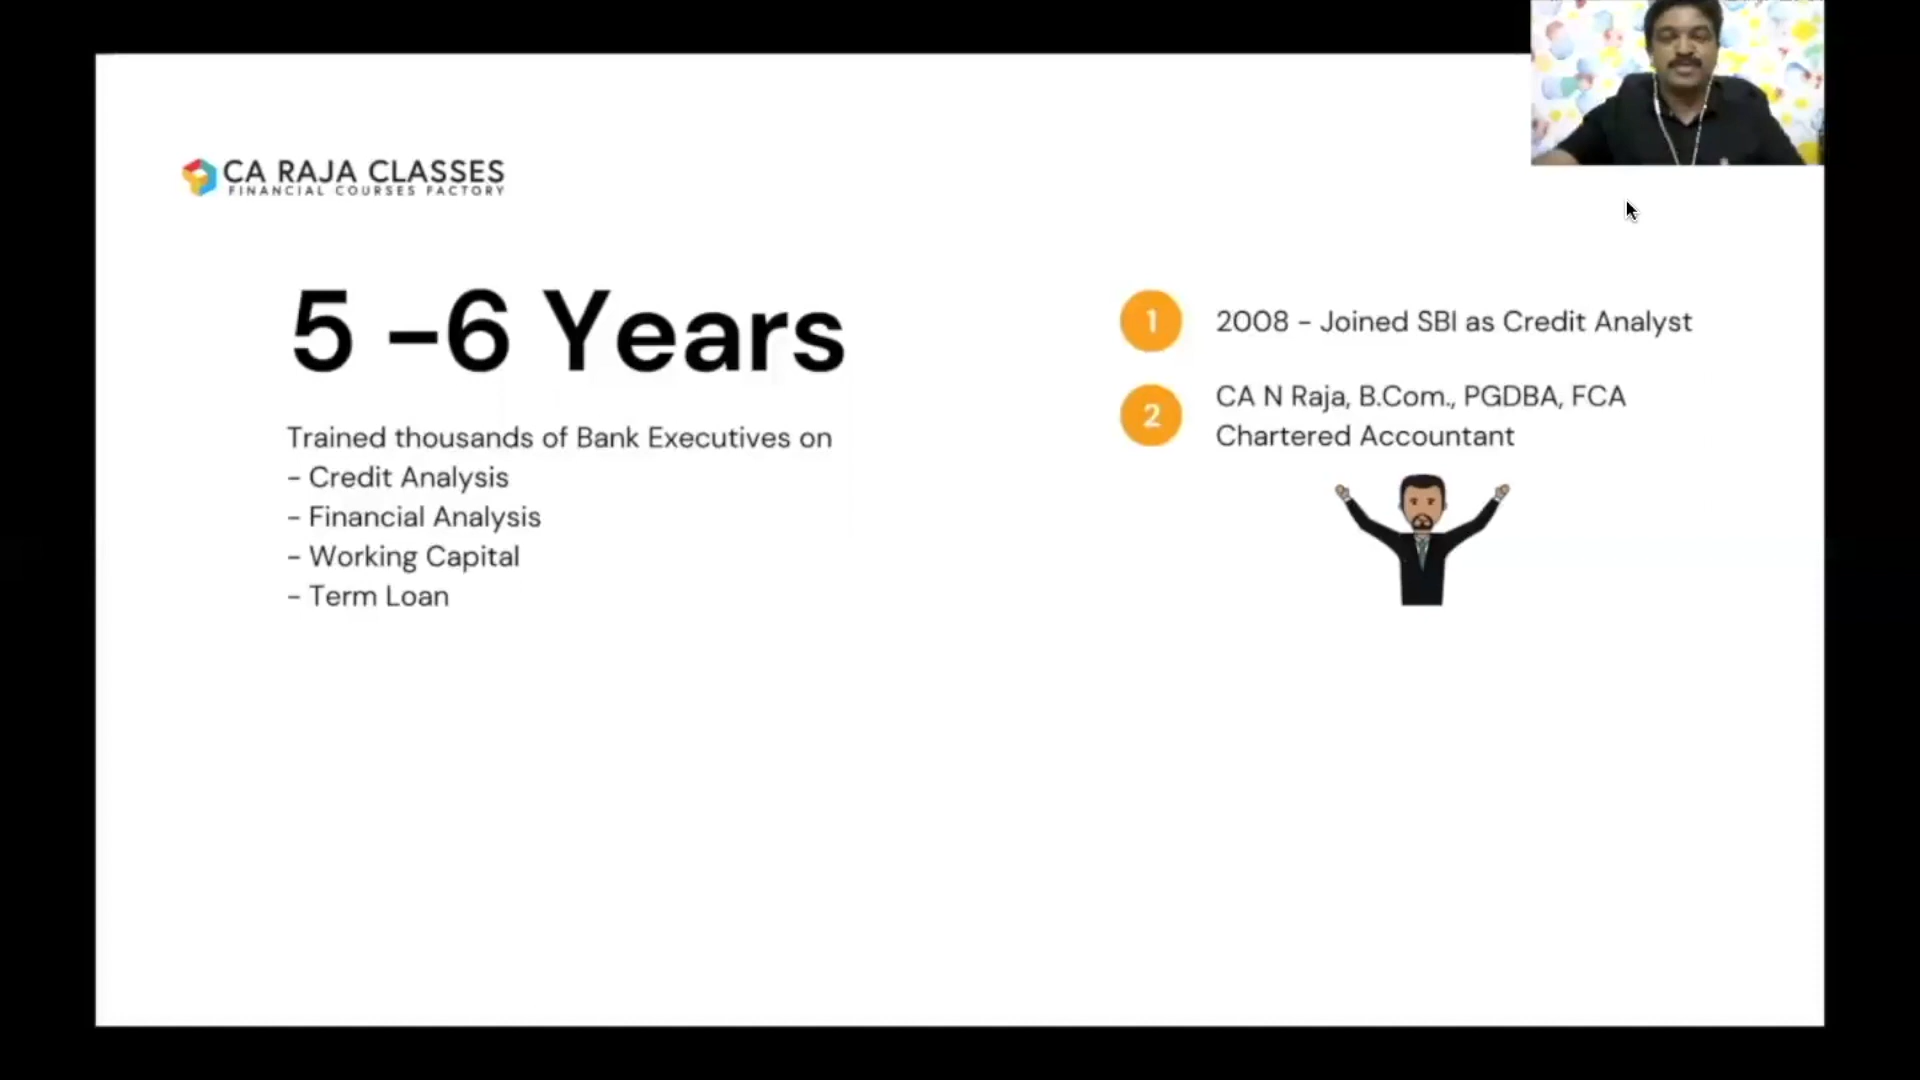 CA RAJA CLASSES
FINANCIAL COURSES FACTORY
5 –6 Years
Trained thousands of Bank Executives on
– Credit Analysis
– Financial Analysis
– Working Capital
– Term Loan
1
2008 – Joined SBI as Credit Analyst
2
CA N Raja, B.Com., PGDBA, FCA
Chartered Accountant